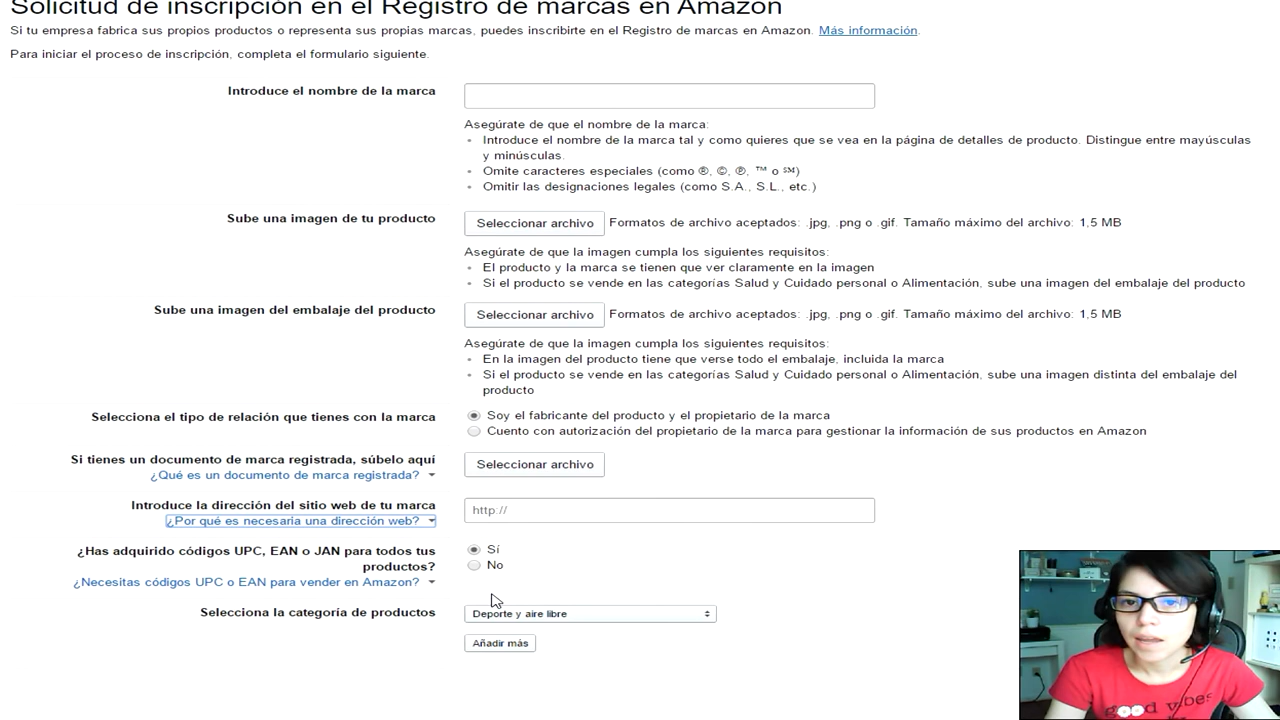 Solicitud de inscripción en el Registro de marcas en Amazon
Si tu empresa fabrica sus propios productos o representa sus propias marcas, puedes inscribirte en el Registro de marcas en Amazon. Más información.
Para iniciar el proceso de inscripción, completa el formulario siguiente.
Introduce el nombre de la marca
Asegúrate de que el nombre de la marca:
• Introduce el nombre de la marca tal y como quieres que se vea en la página de detalles de producto. Distingue entre mayúsculas
y minúsculas.
• Omite caracteres especiales (como ®, ©, ℗, ™ o ℠)
• Omitir las designaciones legales (como S.A., S.L., etc.)
Sube una imagen de tu producto
Seleccionar archivo Formatos de archivo aceptados: .jpg, .png o .gif. Tamaño máximo del archivo: 1,5 MB
Asegúrate de que la imagen cumpla los siguientes requisitos:
• El producto y la marca se tienen que ver claramente en la imagen
• Si el producto se vende en las categorías Salud y Cuidado personal o Alimentación, sube una imagen del embalaje del producto
Sube una imagen del embalaje del producto
Seleccionar archivo Formatos de archivo aceptados: .jpg, .png o .gif. Tamaño máximo del archivo: 1,5 MB
Asegúrate de que la imagen cumpla los siguientes requisitos:
• En la imagen del producto tiene que verse todo el embalaje, incluida la marca
• Si el producto se vende en las categorías Salud y Cuidado personal o Alimentación, sube una imagen distinta del embalaje del
producto
Selecciona el tipo de relación que tienes con la marca
Soy el fabricante del producto y el propietario de la marca
Cuento con autorización del propietario de la marca para gestionar la información de sus productos en Amazon
Si tienes un documento de marca registrada, súbelo aquí
¿Qué es un documento de marca registrada?
Seleccionar archivo
Introduce la dirección del sitio web de tu marca
¿Por qué es necesaria una dirección web?
http://
¿Has adquirido códigos UPC, EAN o JAN para todos tus
productos?
¿Necesitas códigos UPC o EAN para vender en Amazon?
Sí
No
Selecciona la categoría de productos
Deporte y aire libre
Añadir más
good vibes